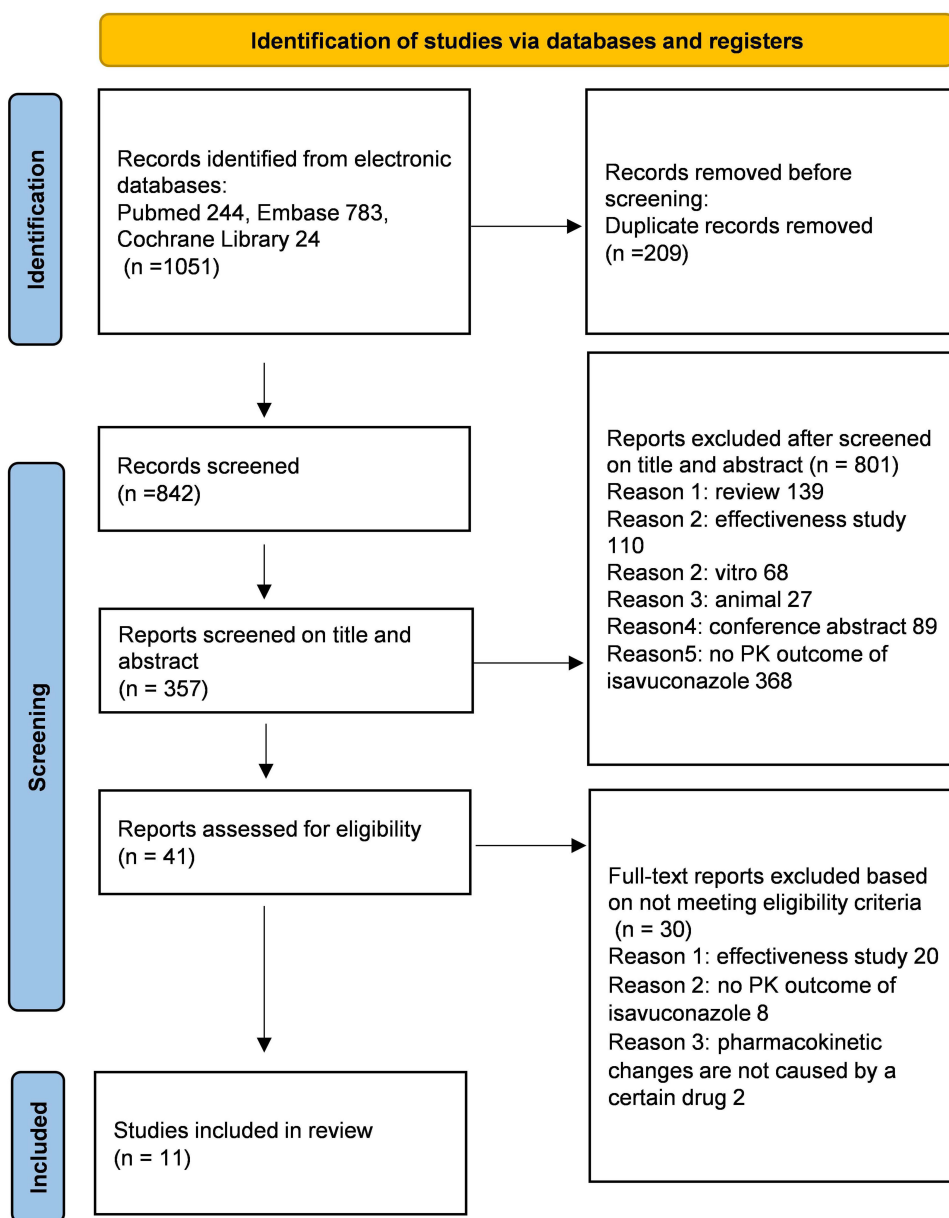 Identification of studies via databases and registers
Identification
Records identified from electronic
databases:
Pubmed 244, Embase 783,
Cochrane Library 24
(n =1051)
Records removed before
screening:
Duplicate records removed
(n =209)
Screening
Records screened
(n =842)
Reports excluded after screened
on title and abstract (n = 801)
Reason 1: review 139
Reason 2: effectiveness study
110
Reason 2: vitro 68
Reason 3: animal 27
Reason4: conference abstract 89
Reason5: no PK outcome of
isavuconazole 368
Reports screened on title and
abstract
(n = 357)
Reports assessed for eligibility
(n = 41)
Full-text reports excluded based
on not meeting eligibility criteria
(n = 30)
Reason 1: effectiveness study 20
Reason 2: no PK outcome of
isavuconazole 8
Reason 3: pharmacokinetic
changes are not caused by a
certain drug 2
Included
Studies included in review
(n = 11)